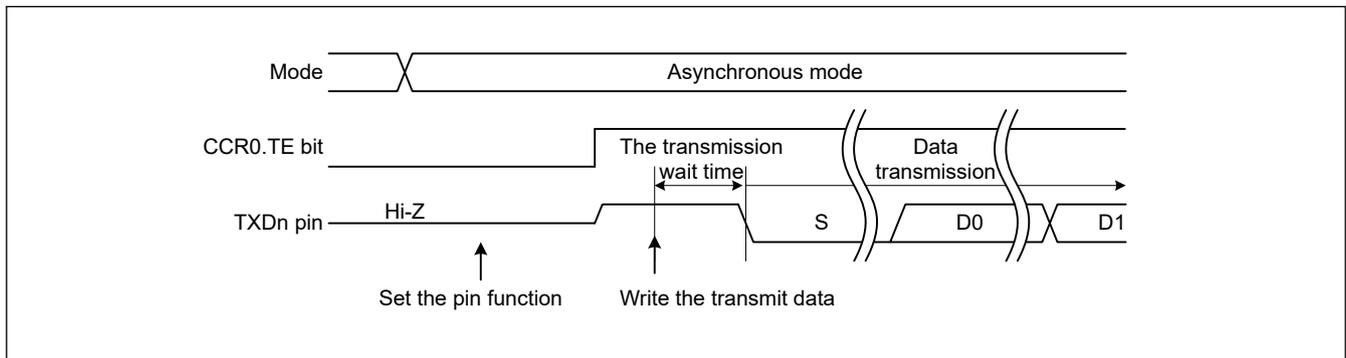 Mode
Asynchronous mode
CCR0.TE bit
The transmission
wait time
Data
transmission
TXDn pin
Hi-Z
S
D0
D1
Set the pin function
Write the transmit data